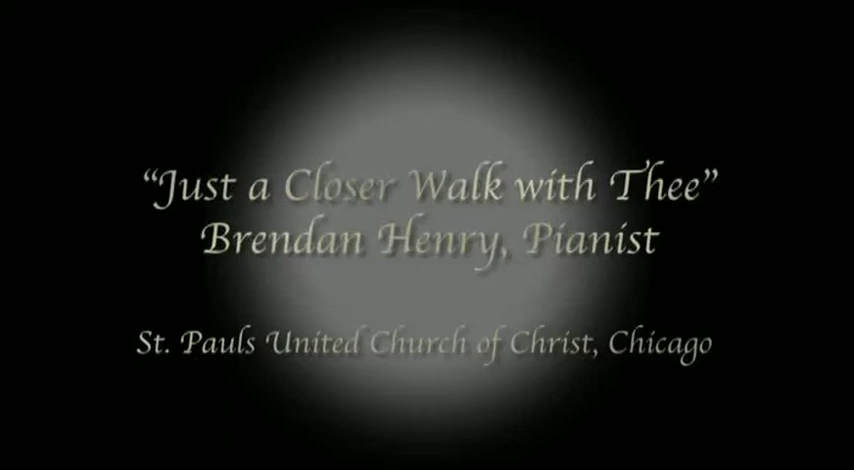 “Just a Closer Walk with Thee”
Brendan Henry, Pianist
St. Pauls United Church of Christ, Chicago